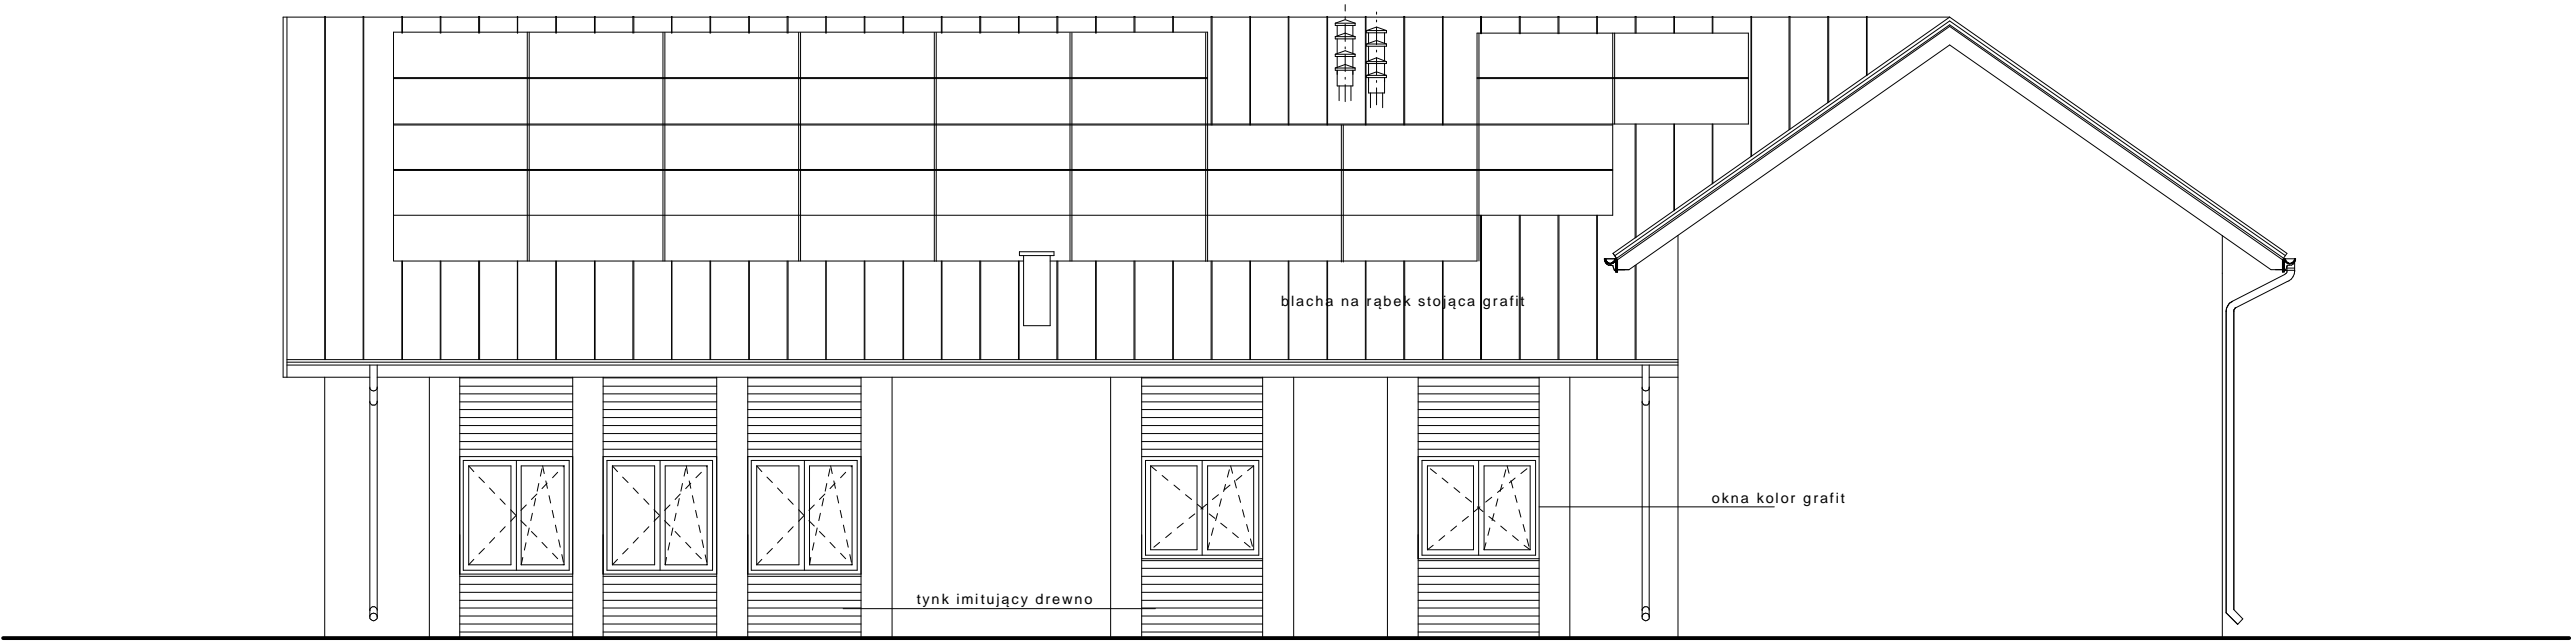 blacha na rąbek stojąca grafit
okna kolor grafit
tynk imitujący drewno